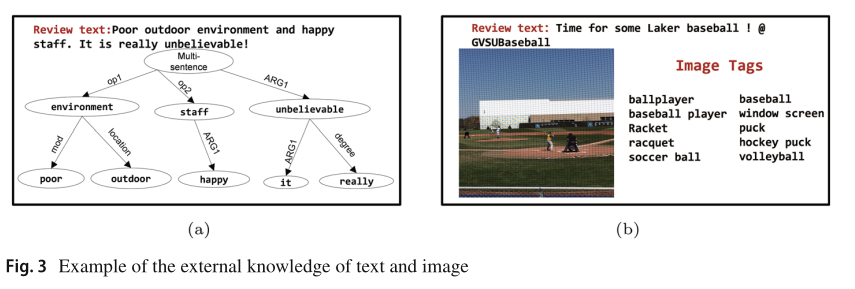 Review text:Poor outdoor environment and happy
staff. It is really unbelievable!
Multi-
sentence
op1
op2
ARG1
environment
staff
unbelievable
mod
location
ARG1
ARG1
degree
poor
outdoor
happy
it
really
(a)
Review text: Time for some Laker baseball ! @
GVSUBaseball
Image Tags
ballplayer
baseball player
Racket
racquet
soccer ball
baseball
window screen
puck
hockey puck
volleyball
(b)
Fig. 3 Example of the external knowledge of text and image